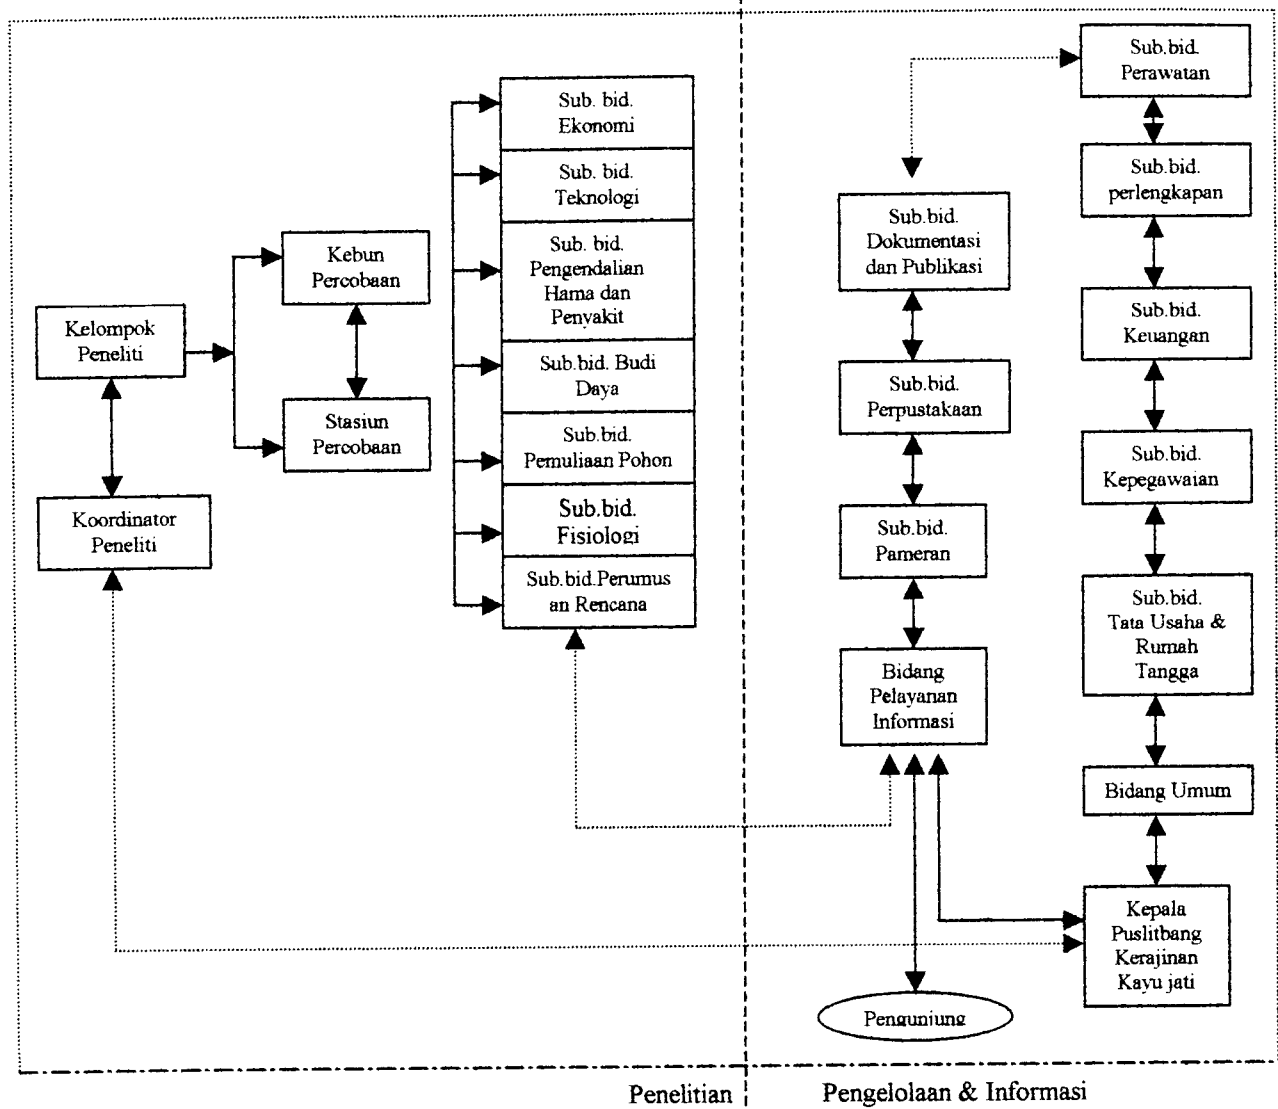 Kelompok
Peneliti
Koordinator
Peneliti
Kebun
Percobaan
Stasiun
Percobaan
Sub. bid.
Ekonomi
Sub. bid.
Teknologi
Sub. bid.
Pengendalian
Hama dan
Penyakit
Sub.bid. Budi
Daya
Sub.bid.
Pemuliaan Pohon
Sub.bid.
Fisiologi
Sub.bid.Perumus
an Rencana
Sub.bid.
Dokumentasi
dan Publikasi
Sub.bid.
Perpustakaan
Sub.bid.
Pameran
Bidang
Pelayanan
Informasi
Pengunjung
Sub.bid.
Perawatan
Sub.bid.
perlengkapan
Sub.bid.
Keuangan
Sub.bid.
Kepegawaian
Sub.bid.
Tata Usaha &
Rumah
Tangga
Bidang Umum
Kepala
Puslitbang
Kerajinan
Kayu jati
Penelitian
Pengelolaan & Informasi